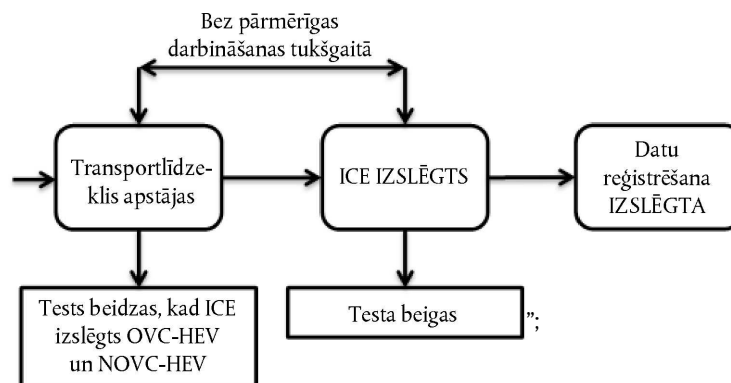 Bez pārmērīgas
darbināšanas tukšgaitā
Transportlīdze-
klis apstājas
ICE IZSLĒGTS
Datu
reģistrēšana
IZSLĒGTA
Tests beidzas, kad ICE
izslēgts OVC-HEV
un NOVC-HEV
Testa beigas
”;